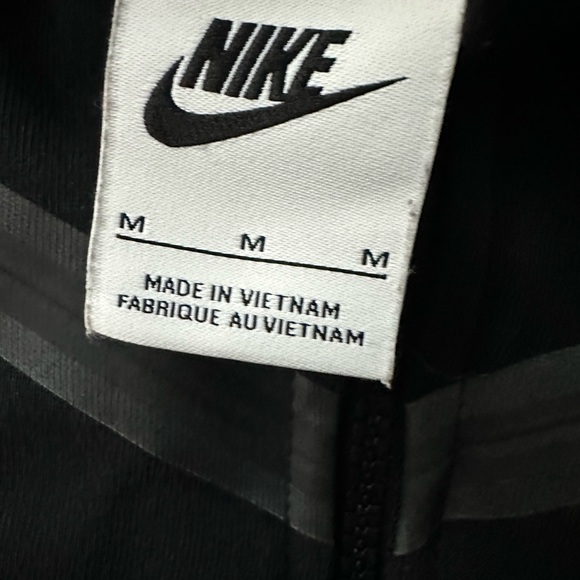 NIKE
M M M
MADE IN VIETNAM
FABRIQUE AU VIETNAM